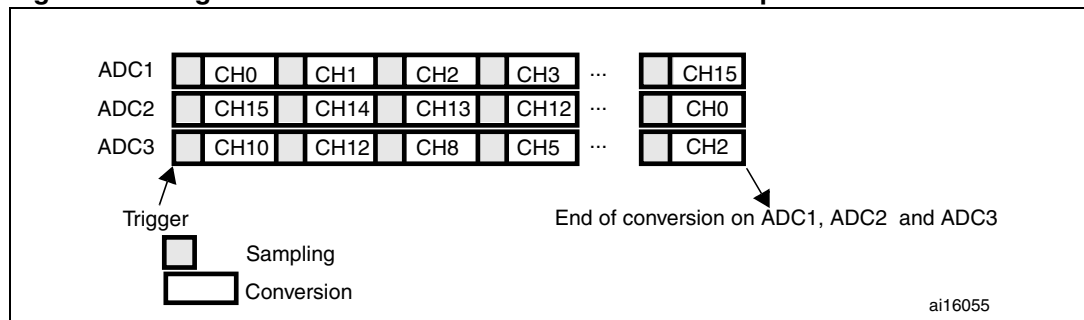 ADC1 CH0 CH1 CH2 CH3 ... CH15
ADC2 CH15 CH14 CH13 CH12 ... CH0
ADC3 CH10 CH12 CH8 CH5 ... CH2
Trigger
End of conversion on ADC1, ADC2 and ADC3
Sampling
Conversion
ai16055